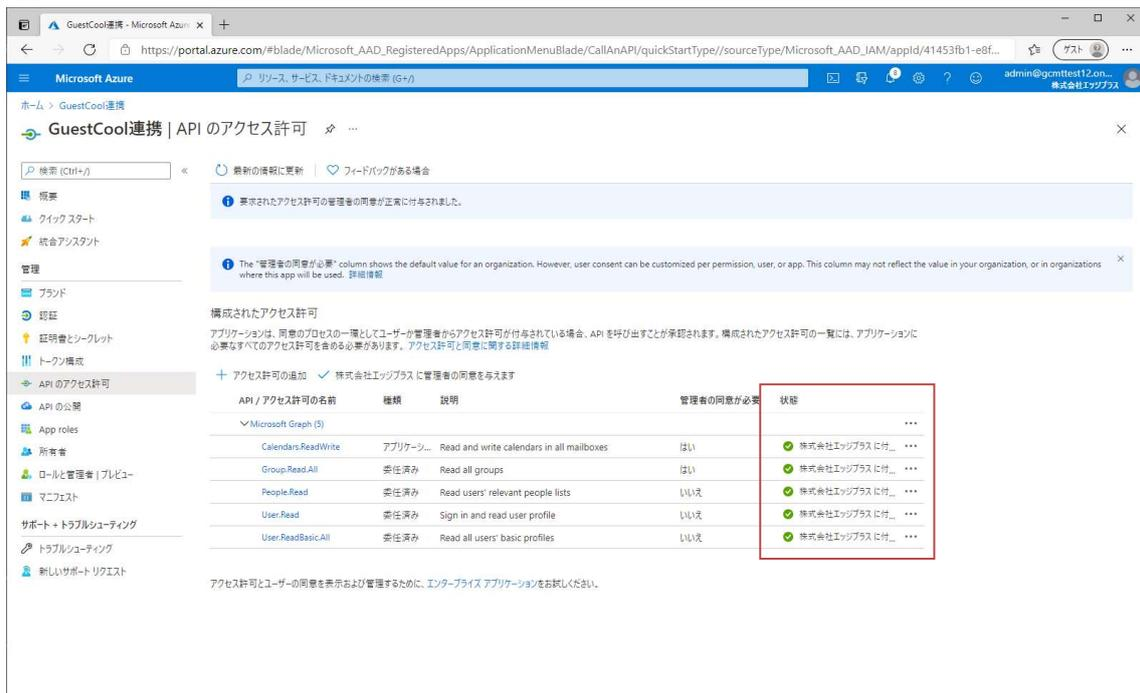 GuestCool連携 - Microsoft Azur
https://portal.azure.com/#blade/Microsoft_AAD_RegisteredApps/ApplicationMenuBlade/CallAnAPI/quickStartType//sourceType/Microsoft_AAD_IAM/appId/41453fb1-e8f...
ゲスト
Microsoft Azure
リソース、サービス、ドキュメントの検索 (G+/)
admin@gcmttest12.on...
株式会社エッジプラス
ホーム > GuestCool連携
GuestCool連携 | API のアクセス許可
検索 (Ctrl+/)
最新の情報に更新
フィードバックがある場合
概要
クイック スタート
統合アシスタント
管理
ブランド
認証
証明書とシークレット
トークン構成
API のアクセス許可
API の公開
App roles
所有者
ロールと管理者 | プレビュー
マニフェスト
サポート + トラブルシューティング
トラブルシューティング
新しいサポート リクエスト
要求されたアクセス許可の管理者の同意が正常に付与されました。
The "管理者の同意が必要" column shows the default value for an organization. However, user consent can be customized per permission, user, or app. This column may not reflect the value in your organization, or in organizations
where this app will be used. 詳細情報
構成されたアクセス許可
アプリケーションは、同意のプロセスの一環としてユーザーか管理者からアクセス許可が付与されている場合、API を呼び出すことが承認されます。構成されたアクセス許可の一覧には、アプリケーションに
必要なすべてのアクセス許可を含める必要があります。アクセス許可と同意に関する詳細情報
アクセス許可の追加 株式会社エッジプラス に管理者の同意を与えます
API / アクセス許可の名前 種類 説明 管理者の同意が必要 状態
Microsoft Graph (5)
Calendars.ReadWrite アプリケーシ... Read and write calendars in all mailboxes はい 株式会社エッジプラス に付...
Group.Read.All 委任済み Read all groups はい 株式会社エッジプラス に付...
People.Read 委任済み Read users' relevant people lists いいえ 株式会社エッジプラス に付...
User.Read 委任済み Sign in and read user profile いいえ 株式会社エッジプラス に付...
User.ReadBasic.All 委任済み Read all users' basic profiles いいえ 株式会社エッジプラス に付...
アクセス許可とユーザーの同意を表示および管理するために、エンタープライズ アプリケーションをお試しください。